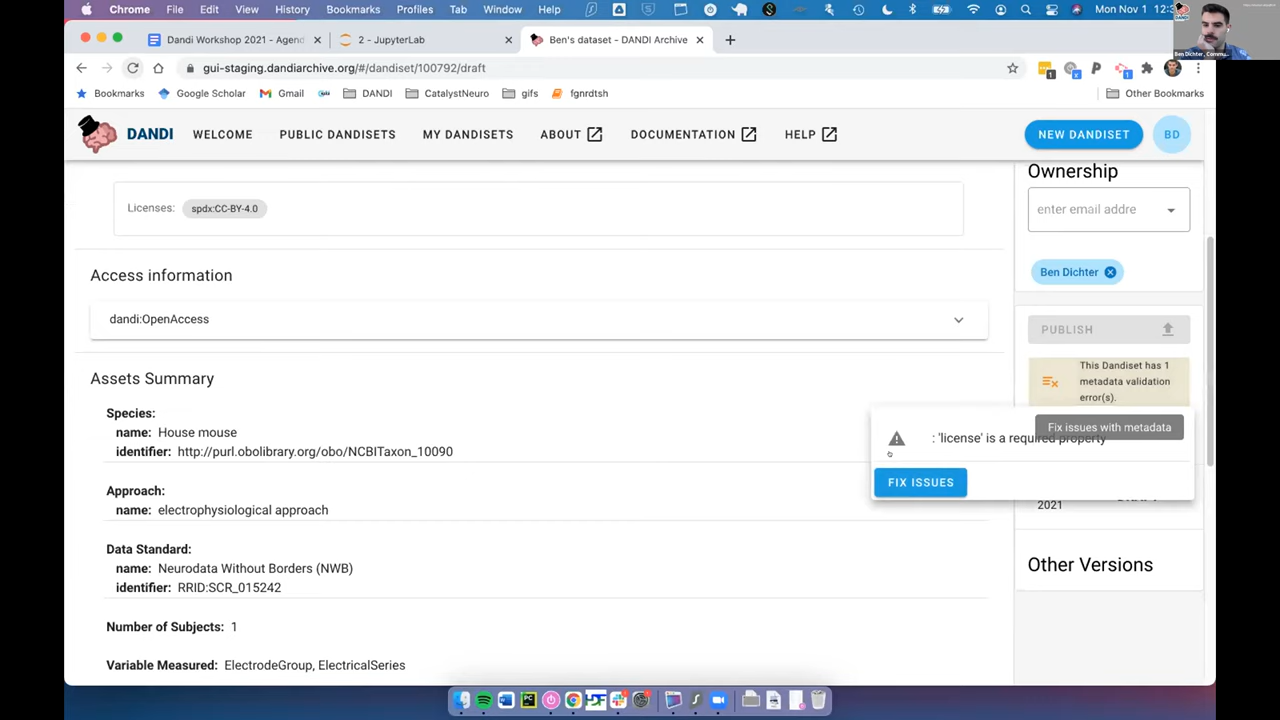 Chrome File Edit View History Bookmarks Profiles Tab Window Help Mon Nov 1
Dandi Workshop 2021 - Agend
2 - JupyterLab
Ben's dataset - DANDI Archive
gui-staging.dandiarchive.org/#/dandiset/100792/d
Bookmarks Google Scholar Gmail DANDI CatalystNeuro gifs fgnrdtsh Other Bookmarks
DANDI
DANDI WELCOME PUBLIC DANDISETS MY DANDISETS ABOUT DOCUMENTATION HELP NEW DANDISET BD
Licenses: spdx:CC-BY-4.0
Access information
dandi:OpenAccess
Assets Summary
Species:
name: House mouse
identifier: http://purl.obolibrary.org/obo/NCBITaxon_10090
Approach:
name: electrophysiological approach
Data Standard:
name: Neurodata Without Borders (NWB)
identifier: RRID:SCR_015242
Number of Subjects: 1
Variable Measured: ElectrodeGroup, ElectricalSeries
Ownership
enter email addre
Ben Dichter
PUBLISH
This Dandiset has 1
metadata validation
error(s).
Fix issues with metadata
: 'license' is a required property
FIX ISSUES
2021
Other Versions